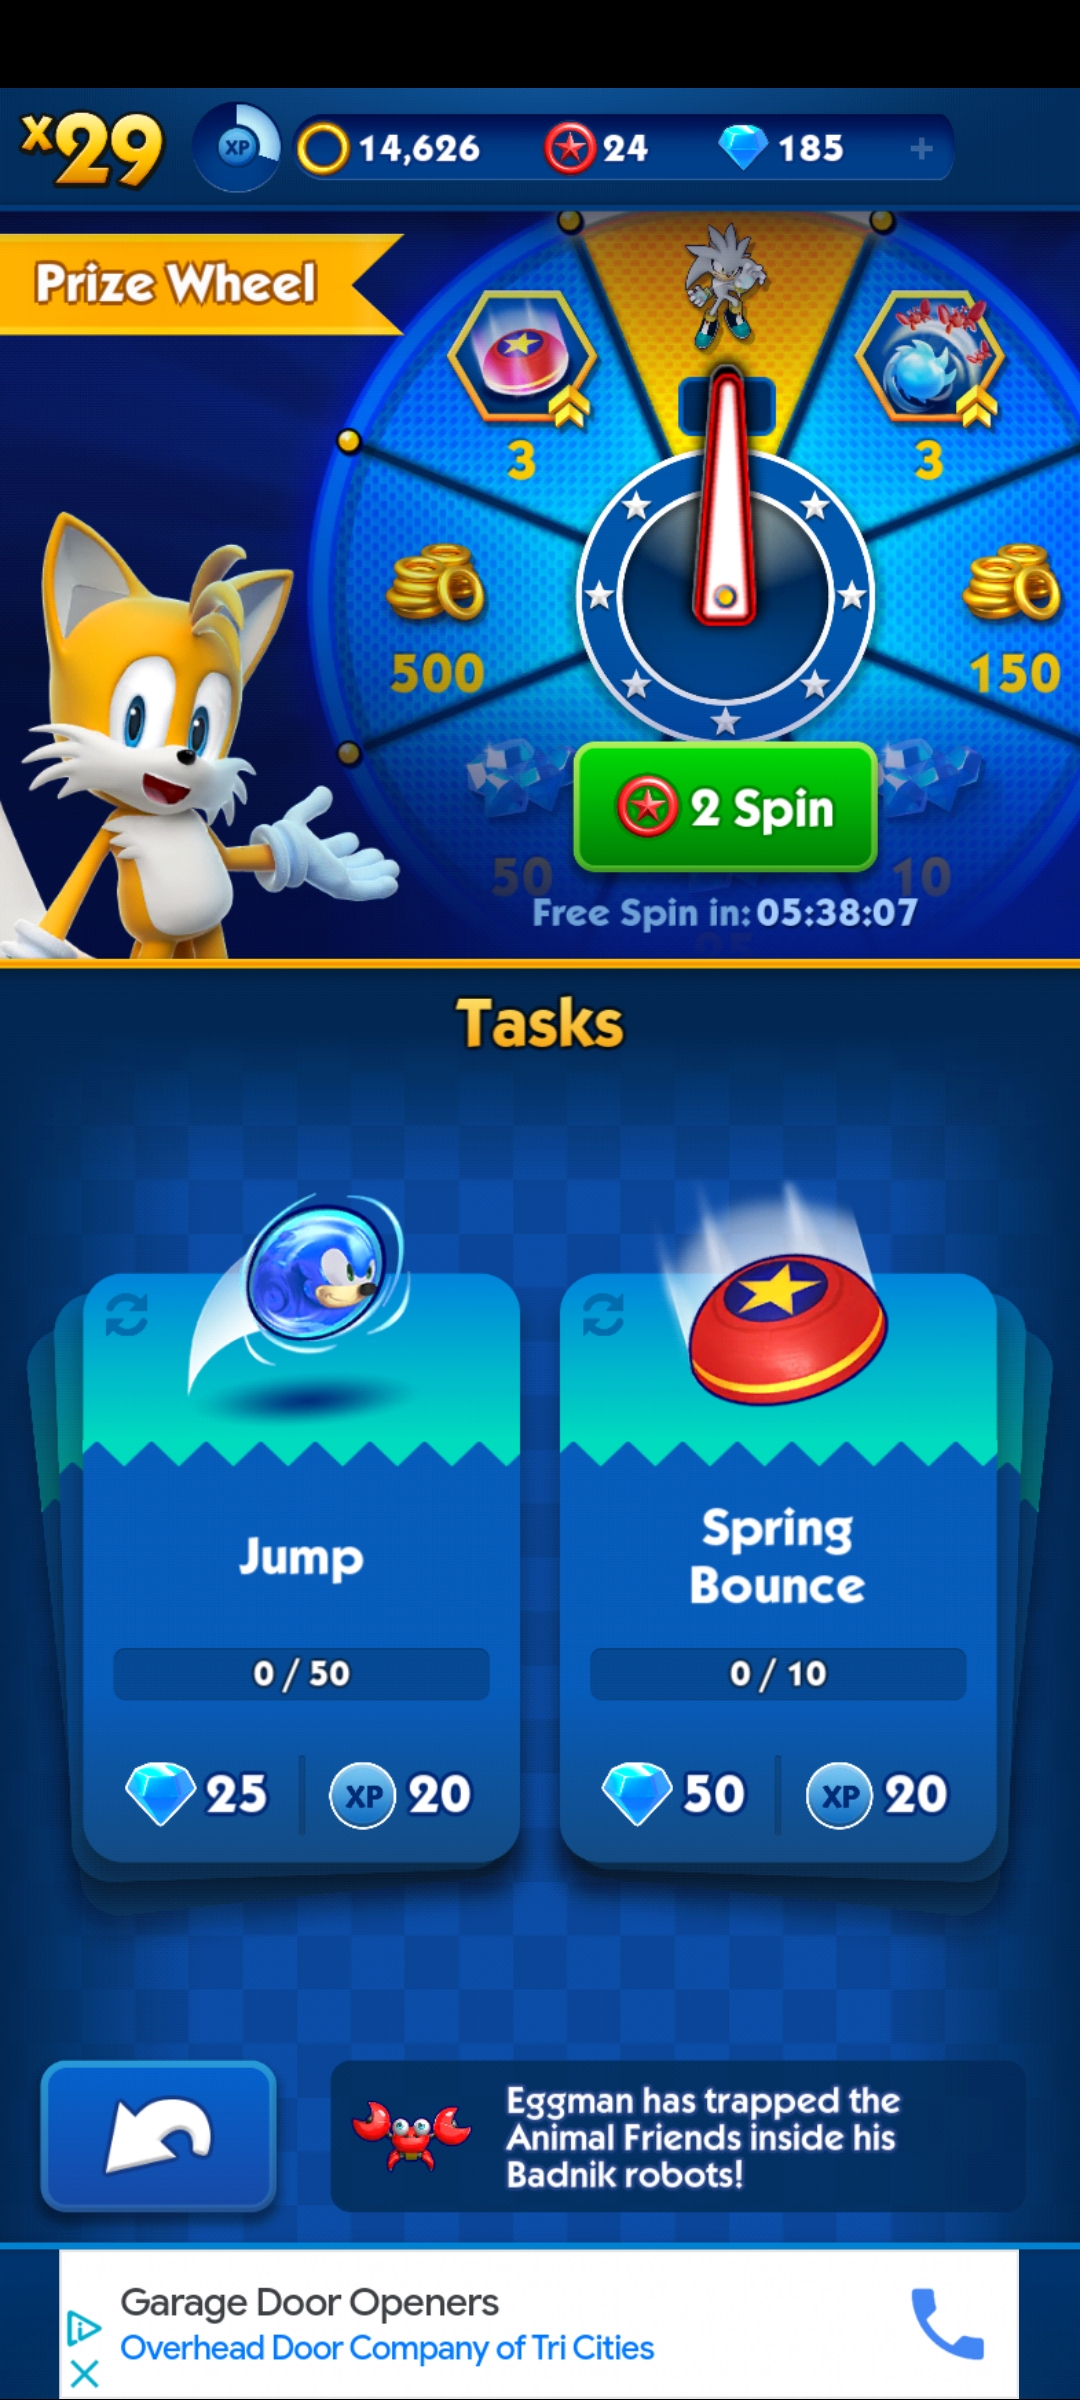 x29
XP
14,626
24
185
+
Prize Wheel
3
3
500
150
2 Spin
50
10
Free Spin in: 05:38:07
25
Tasks
Jump
Spring
Bounce
0 / 50
0 / 10
25
XP
20
50
XP
20
Eggman has trapped the
Animal Friends inside his
Badnik robots!
Garage Door Openers
Overhead Door Company of Tri Cities